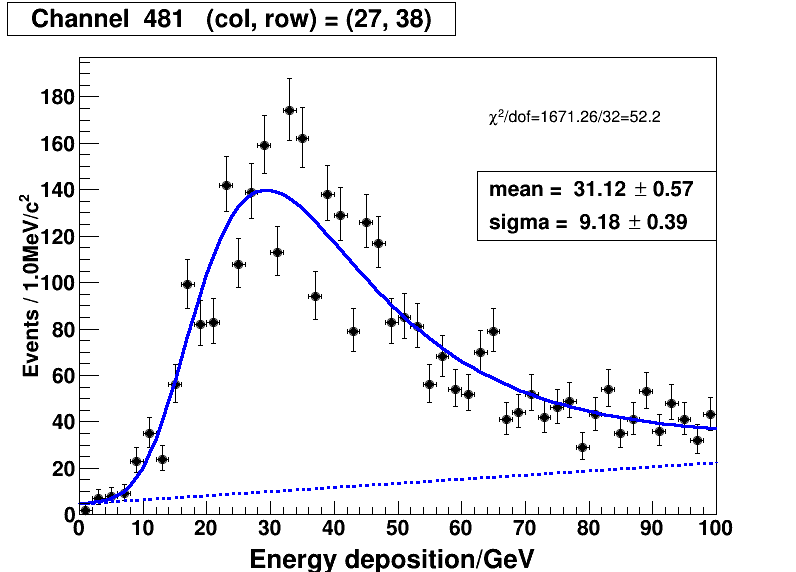 Channel 481 (col, row) = (27, 38)
χ²/dof=1671.26/32=52.2
mean = 31.12 ± 0.57
sigma = 9.18 ± 0.39
Events / 1.0MeV/c²
180
160
140
120
100
80
60
40
20
0
0 10 20 30 40 50 60 70 80 90 100
Energy deposition/GeV